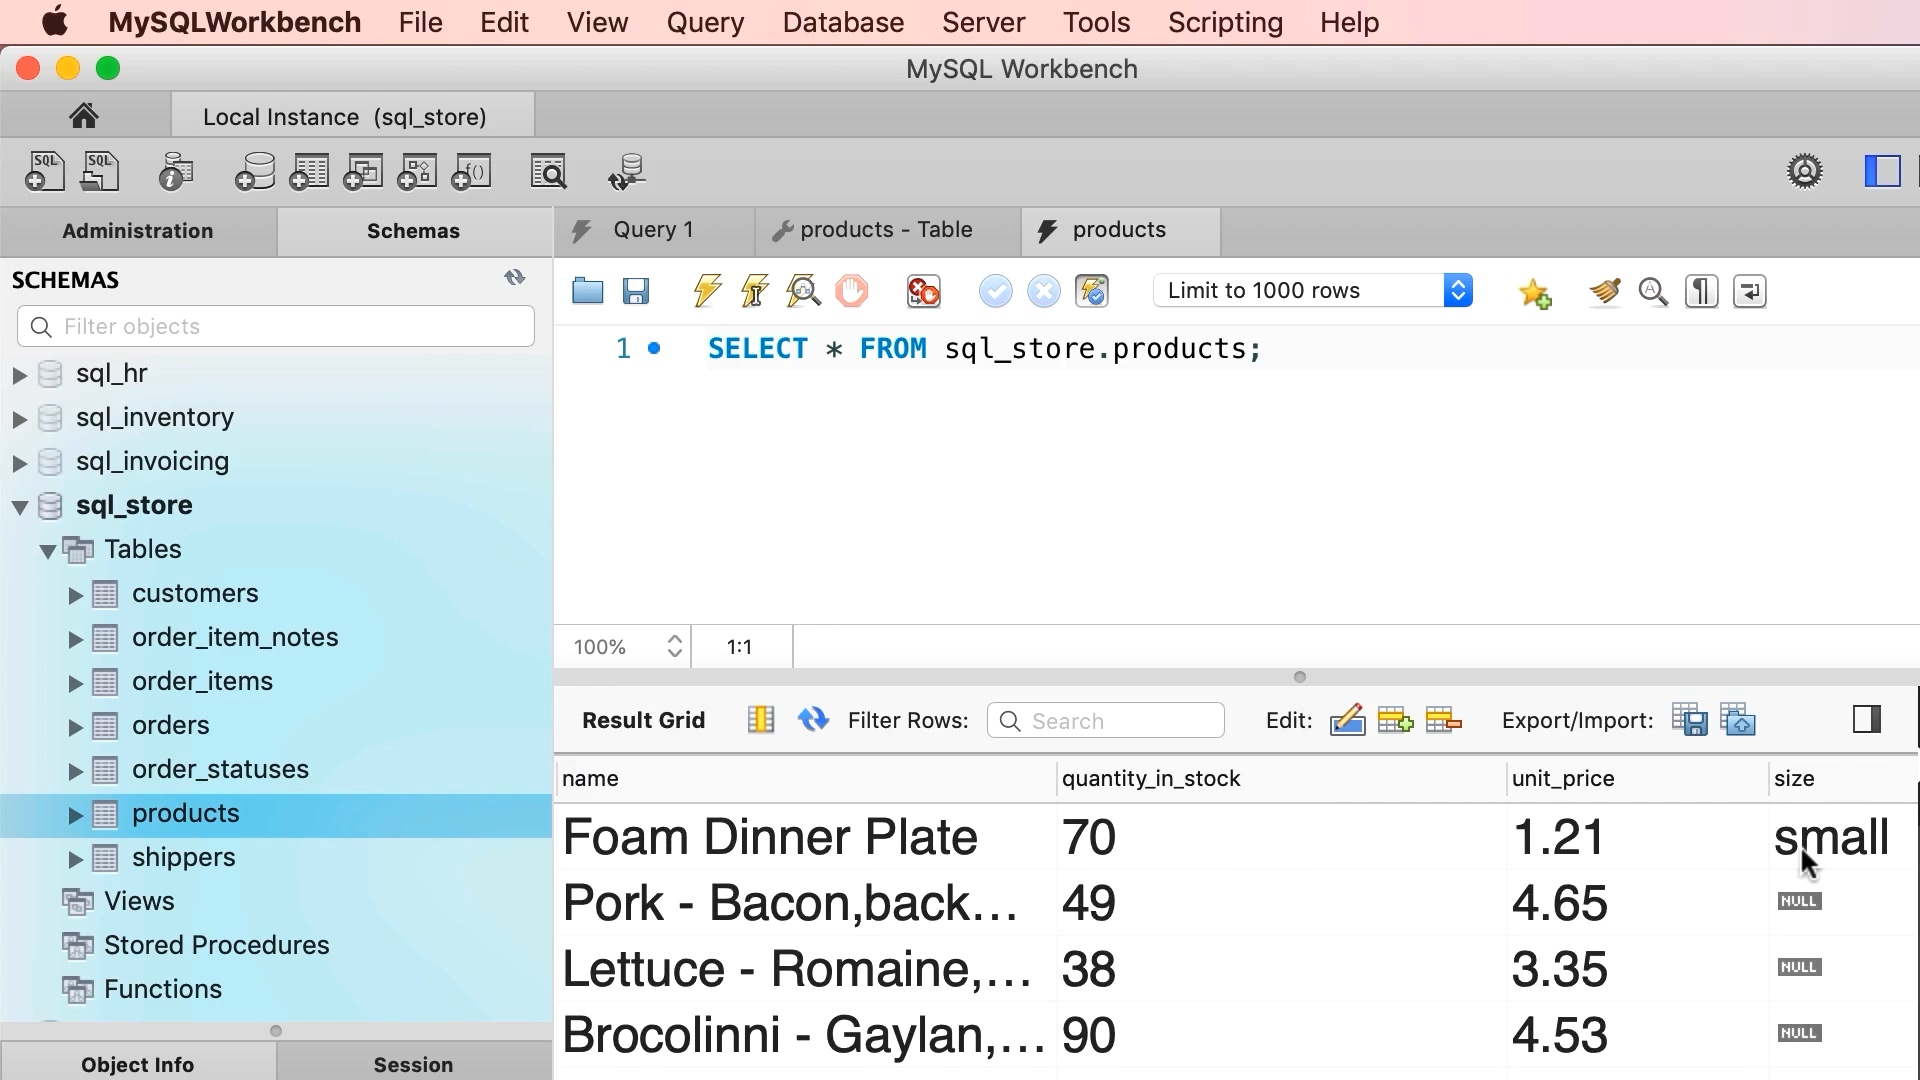 MySQLWorkbench File Edit View Query Database Server Tools Scripting Help
MySQL Workbench
Local Instance (sql_store)
SQL SQL
Administration Schemas
Query 1 products - Table products
SCHEMAS
Filter objects
Limit to 1000 rows
1 SELECT * FROM sql_store.products;
sql_hr
sql_inventory
sql_invoicing
sql_store
Tables
customers
order_item_notes
order_items
orders
order_statuses
products
shippers
Views
Stored Procedures
Functions
Object Info Session
100% 1:1
Result Grid Filter Rows: Search Edit: Export/Import:
name quantity_in_stock unit_price size
Foam Dinner Plate 70 1.21 small
Pork - Bacon,back... 49 4.65 NULL
Lettuce - Romaine,... 38 3.35 NULL
Brocolinni - Gaylan,... 90 4.53 NULL